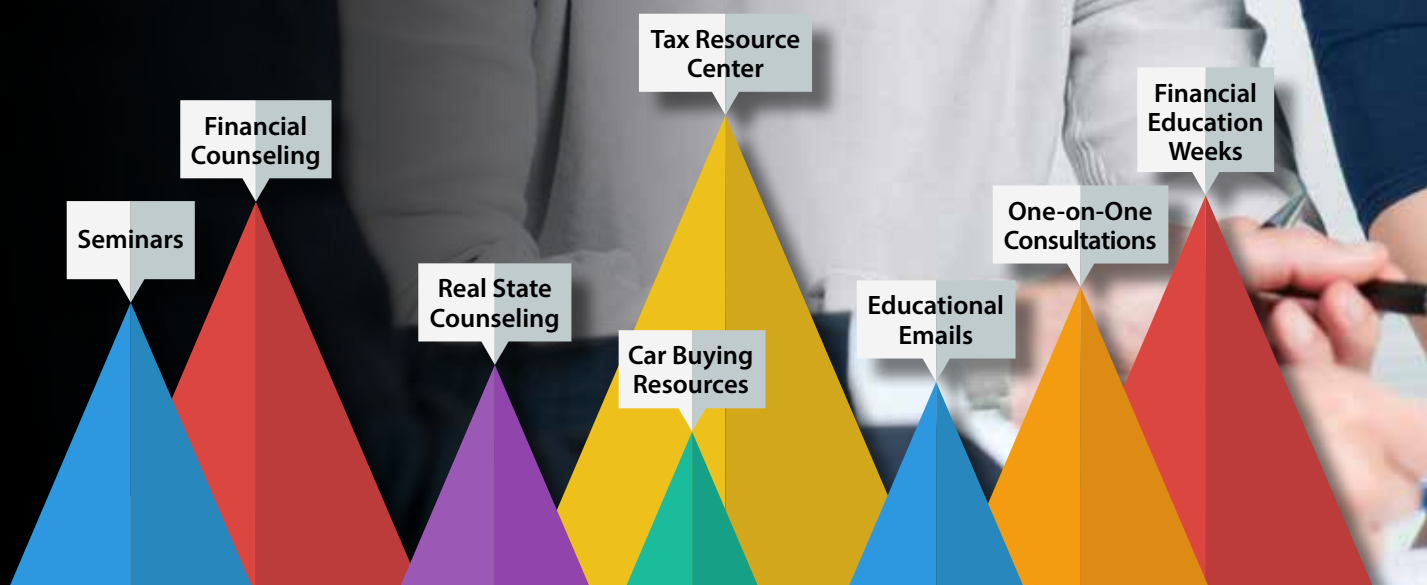 Seminars
Financial
Counseling
Real State
Counseling
Tax Resource
Center
Car Buying
Resources
Educational
Emails
One-on-One
Consultations
Financial
Education
Weeks